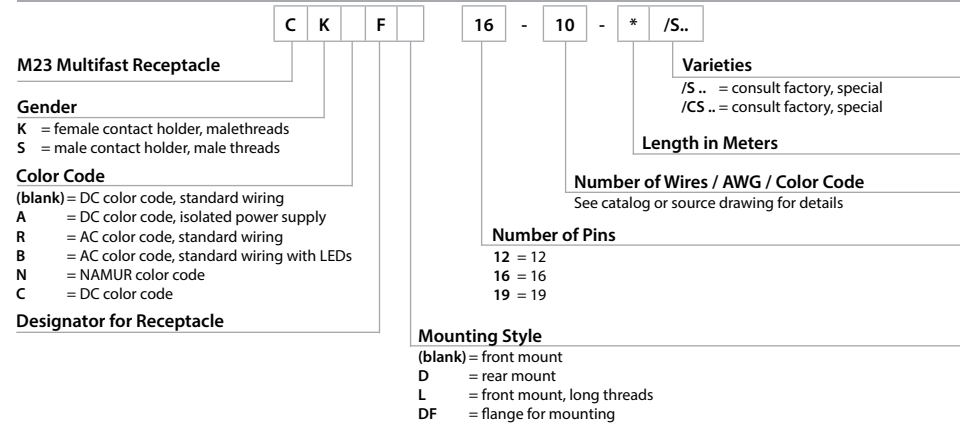 C K F 16 - 10 - * /S..
M23 Multifast Receptacle
Gender
K = female contact holder, malethreads
S = male contact holder, male threads
Color Code
(blank) = DC color code, standard wiring
A = DC color code, isolated power supply
R = AC color code, standard wiring
B = AC color code, standard wiring with LEDs
N = NAMUR color code
C = DC color code
Designator for Receptacle
Mounting Style
(blank) = front mount
D = rear mount
L = front mount, long threads
DF = flange for mounting
Number of Pins
12 = 12
16 = 16
19 = 19
Number of Wires / AWG / Color Code
See catalog or source drawing for details
Length in Meters
Varieties
/S .. = consult factory, special
/CS .. = consult factory, special